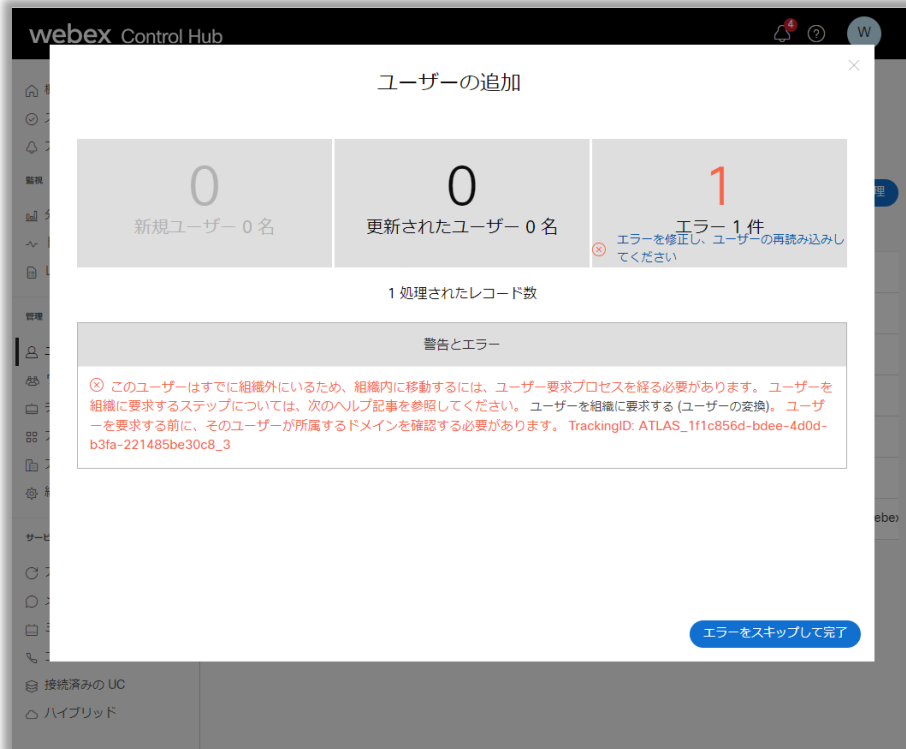 webex Control Hub
4
W
ユーザーの追加
0
新規ユーザー 0 名
0
更新されたユーザー 0 名
1
エラー 1 件
エラーを修正し、ユーザーの再読み込みし
てください
理
1 処理されたレコード数
警告とエラー
このユーザーはすでに組織外にいるため、組織内に移動するには、ユーザー要求プロセスを経る必要があります。 ユーザーを
組織に要求するステップについては、次のヘルプ記事を参照してください。 ユーザーを組織に要求する (ユーザーの変換)。 ユーザ
ーを要求する前に、そのユーザーが所属するドメインを確認する必要があります。 TrackingID: ATLAS_1f1c856d-bdee-4d0d-
b3fa-221485be30c8_3
監視
管理
エラーをスキップして完了
接続済みの UC
ハイブリッド